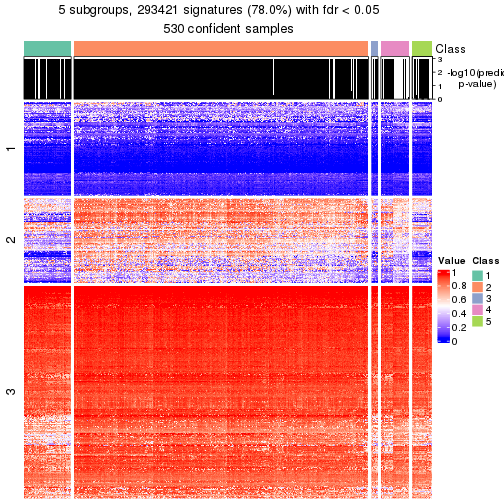 5 subgroups, 293421 signatures (78.0%) with fdr < 0.05
530 confident samples
Class
3
2
1
0
-log10(predi
p-value)
1
2
3
Value
1
0.8
0.6
0.4
0.2
0
Class
1
2
3
4
5